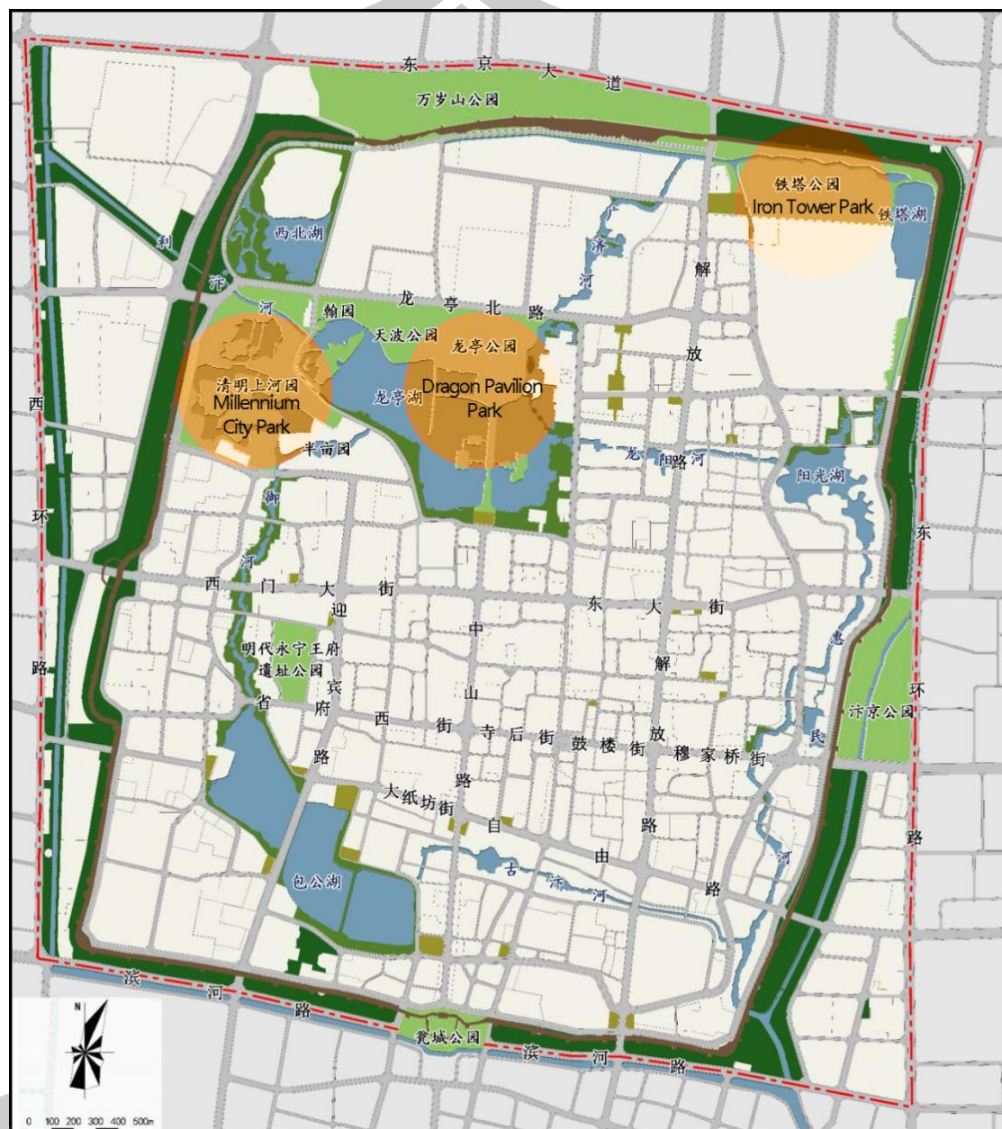 东京大道
万岁山公园
铁塔公园
Iron Tower Park
铁塔湖
西北湖
广济河
利汴河
解放路
龙亭北路
翰园
天波公园
龙亭公园
清明上河园
Millennium
City Park
龙亭湖
Dragon Pavilion
Park
半亩园
龙阳河
阳光湖
西环路
东环路
御河
西门大街
东大街
迎宾路
中山路
解放路
惠民河
明代永宁王府
遗址公园
汴京公园
省府西街
寺后街
鼓楼街
穆家桥街
大纸坊街
自由路
包公湖
古汴河
滨河路
瓮城公园
滨河路
N
0 100 200 300 400 500m